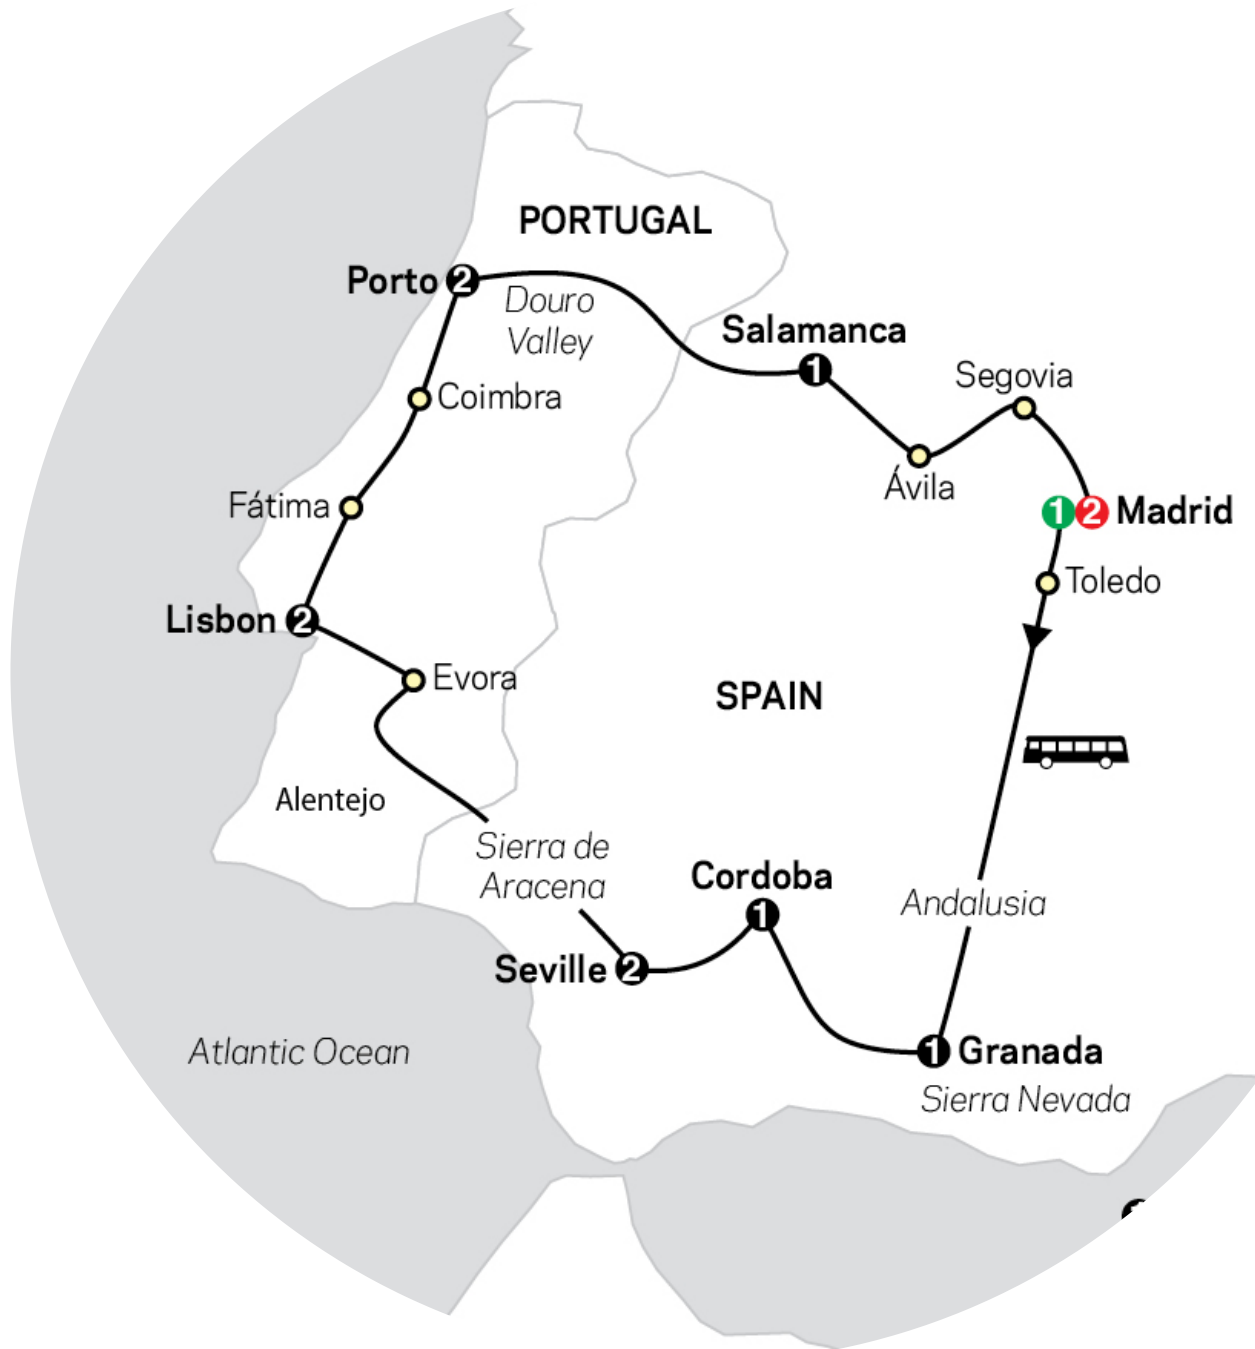 PORTUGAL
Porto 2
Douro
Valley
Salamanca
1
Segovia
Coimbra
Ávila
Fátima
1 2 Madrid
Toledo
Lisbon 2
Evora
SPAIN
Alentejo
Sierra de
Aracena
Cordoba
1
Andalusia
Seville 2
Atlantic Ocean
1 Granada
Sierra Nevada